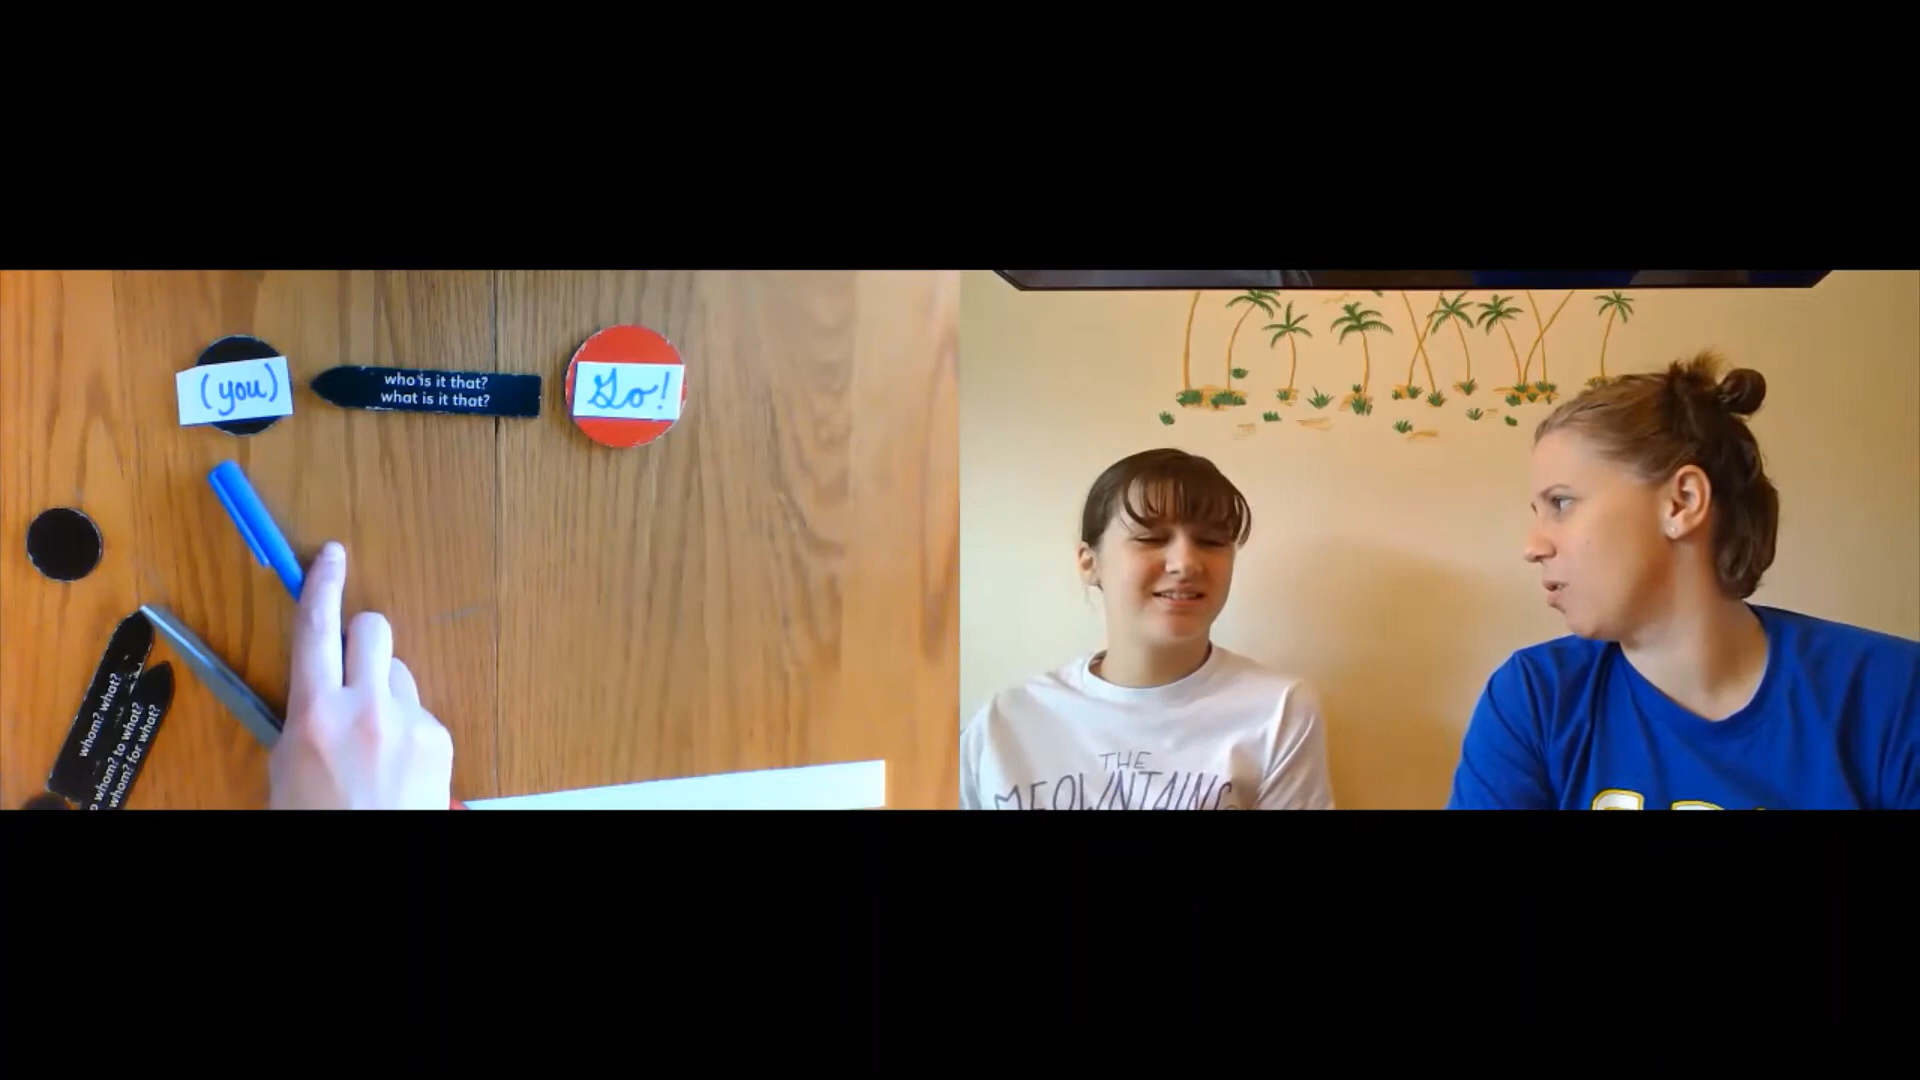 (you)
who is it that?
what is it that?
Go!
whom? what?
whom? to what?
whom? for what?
THE
MEOWNTAINS